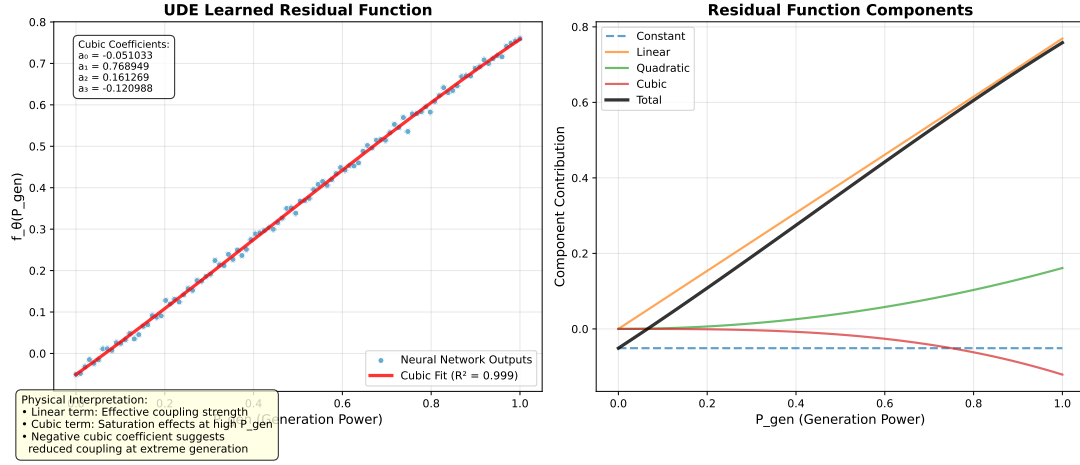 UDE Learned Residual Function
0.8
0.7
0.6
0.5
0.4
0.3
0.2
0.1
0.0
f_θ(P_gen)
Cubic Coefficients:
a₀ = -0.051033
a₁ = 0.768949
a₂ = 0.161269
a₃ = -0.120988
Neural Network Outputs
Cubic Fit (R² = 0.999)
0.2
0.4
0.6
0.8
1.0
P_gen (Generation Power)
Physical Interpretation:
• Linear term: Effective coupling strength
• Cubic term: Saturation effects at high P_gen
• Negative cubic coefficient suggests
reduced coupling at extreme generation
Residual Function Components
0.8
0.6
0.4
0.2
0.0
Component Contribution
Constant
Linear
Quadratic
Cubic
Total
0.0
0.2
0.4
0.6
0.8
1.0
P_gen (Generation Power)